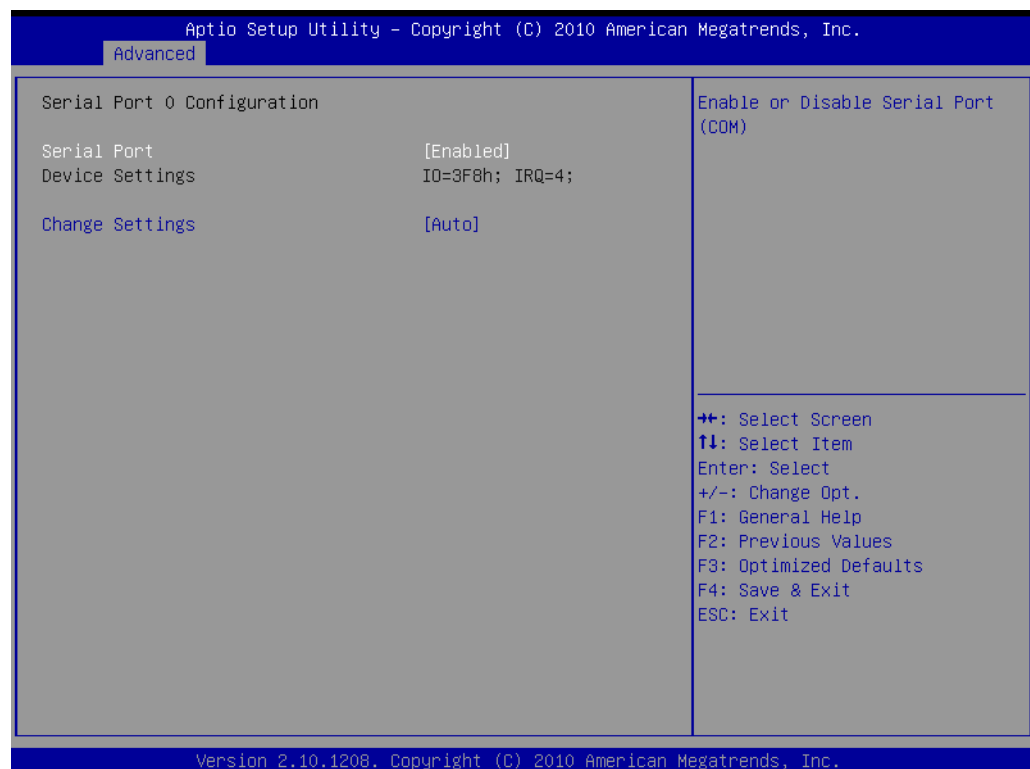 Aptio Setup Utility – Copyright (C) 2010 American Megatrends, Inc.
Advanced
Serial Port 0 Configuration
Serial Port [Enabled]
Device Settings IO=3F8h; IRQ=4;
Change Settings [Auto]
Enable or Disable Serial Port
(COM)
→←: Select Screen
↑↓: Select Item
Enter: Select
+/-: Change Opt.
F1: General Help
F2: Previous Values
F3: Optimized Defaults
F4: Save & Exit
ESC: Exit
Version 2.10.1208. Copyright (C) 2010 American Megatrends, Inc.